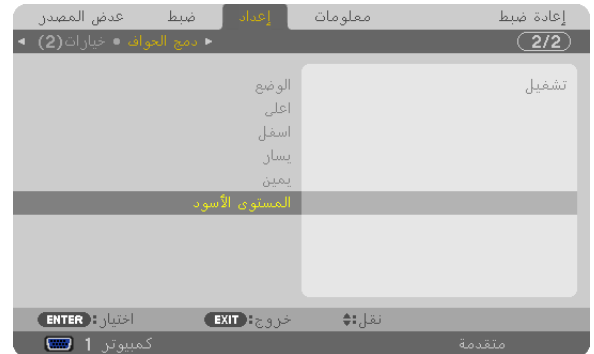 عدض المصدر ضبط إعداد معلومات إعادة ضبط
◀ خيارات(2) ● دمج الحواف ▶ 2/2
الوضع تشغيل
اعلى
اسفل
يسار
يمين
المستوى الأسود
ENTER :اختيار EXIT :خروج نقل:
كمبيوتر 1 متقدمة